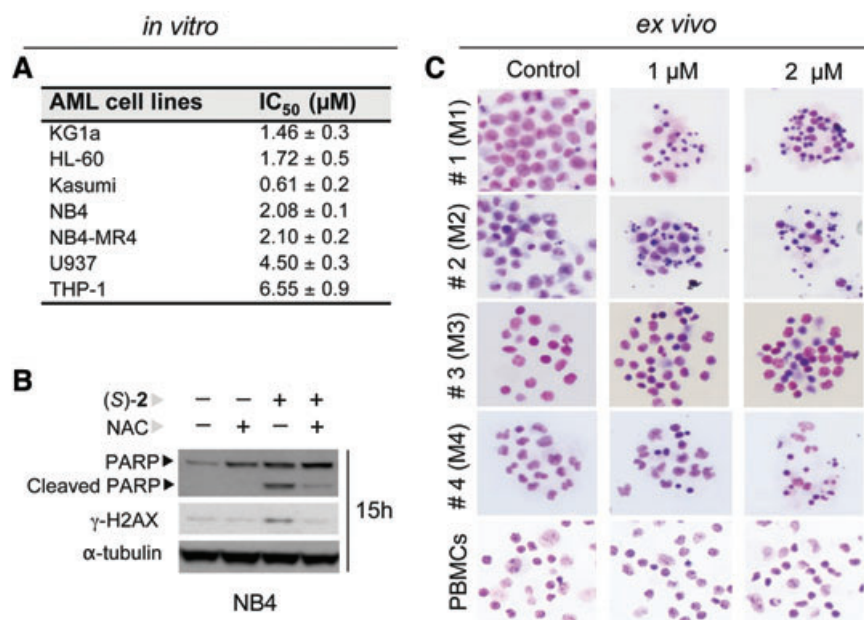 in vitro
ex vivo
A
AML cell lines IC50 (µM)
KG1a 1.46 ± 0.3
HL-60 1.72 ± 0.5
Kasumi 0.61 ± 0.2
NB4 2.08 ± 0.1
NB4-MR4 2.10 ± 0.2
U937 4.50 ± 0.3
THP-1 6.55 ± 0.9
B
(S)-2 – – + +
NAC – + – +
PARP
Cleaved PARP
γ-H2AX
α-tubulin
15h
NB4
C
Control 1 µM 2 µM
# 1 (M1)
# 2 (M2)
# 3 (M3)
# 4 (M4)
PBMCs